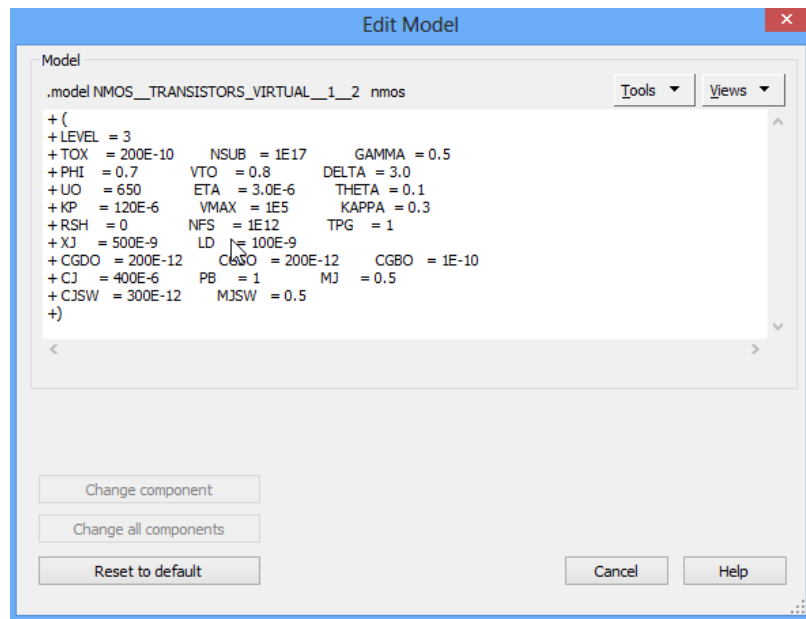 Edit Model
Model
.model NMOS__TRANSISTORS_VIRTUAL__1__2 nmos
Tools
Views
+ (
+ LEVEL = 3
+ TOX = 200E-10 NSUB = 1E17 GAMMA = 0.5
+ PHI = 0.7 VTO = 0.8 DELTA = 3.0
+ UO = 650 ETA = 3.0E-6 THETA = 0.1
+ KP = 120E-6 VMAX = 1E5 KAPPA = 0.3
+ RSH = 0 NFS = 1E12 TPG = 1
+ XJ = 500E-9 LD = 100E-9
+ CGDO = 200E-12 CGSO = 200E-12 CGBO = 1E-10
+ CJ = 400E-6 PB = 1 MJ = 0.5
+ CJSW = 300E-12 MJSW = 0.5
+)
Change component
Change all components
Reset to default
Cancel
Help